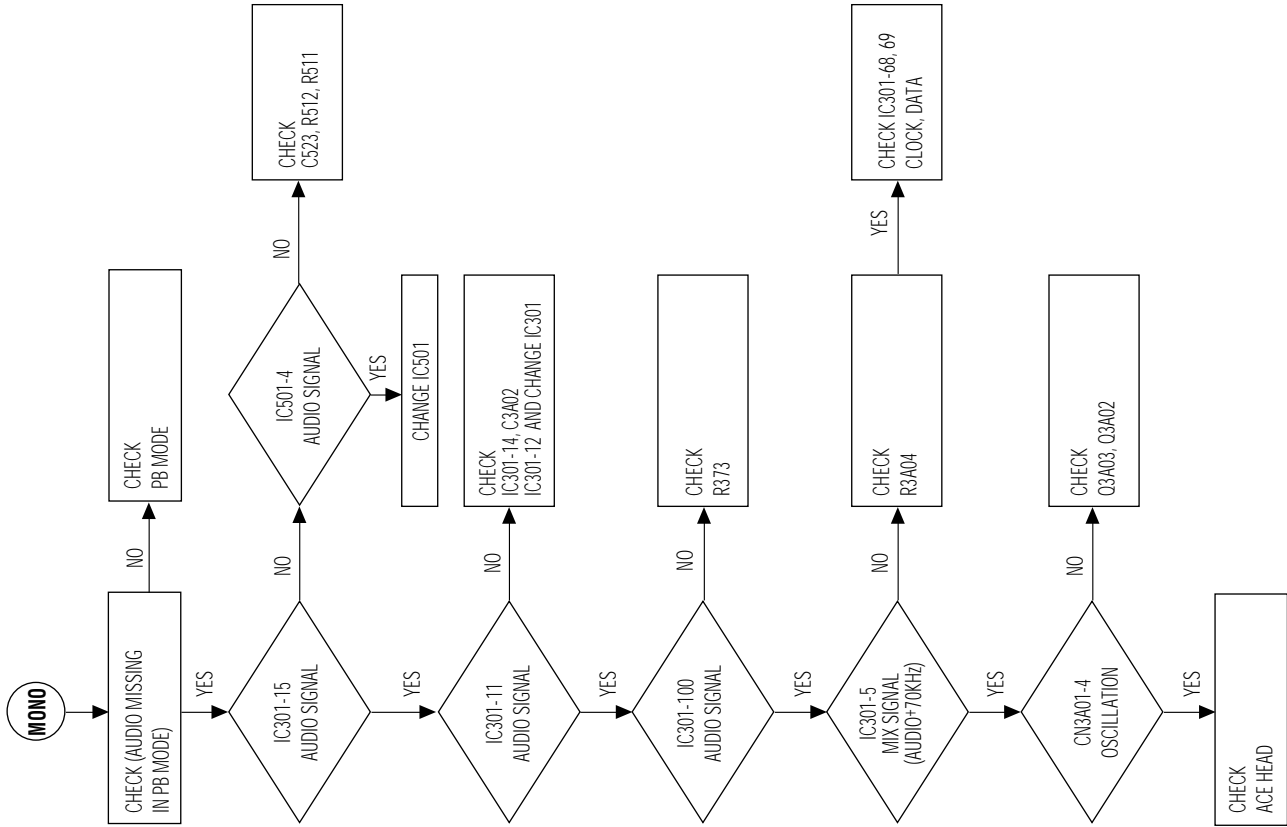 MONO
CHECK (AUDIO MISSING
IN PB MODE)
NO
CHECK
PB MODE
YES
IC301-15
AUDIO SIGNAL
NO
IC501-4
AUDIO SIGNAL
NO
CHECK
C523, R512, R511
YES
CHANGE IC501
YES
IC301-11
AUDIO SIGNAL
NO
CHECK
IC301-14, C3A02
IC301-12 AND CHANGE IC301
YES
IC301-100
AUDIO SIGNAL
NO
CHECK
R373
YES
IC301-5
MIX SIGNAL
(AUDIO+70KHz)
NO
CHECK
R3A04
YES
CHECK IC301-68, 69
CLOCK, DATA
YES
CN3A01-4
OSCILLATION
NO
CHECK
Q3A03, Q3A02
YES
CHECK
ACE HEAD